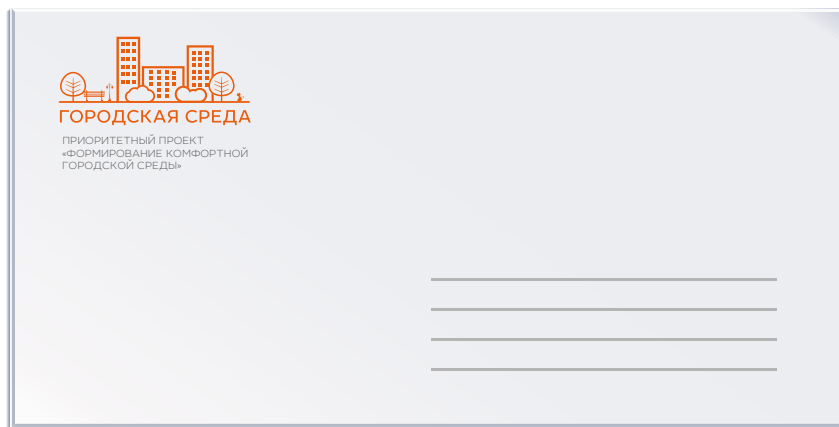 ГОРОДСКАЯ СРЕДА
ПРИОРИТЕТНЫЙ ПРОЕКТ
«ФОРМИРОВАНИЕ КОМФОРТНОЙ
ГОРОДСКОЙ СРЕДЫ»